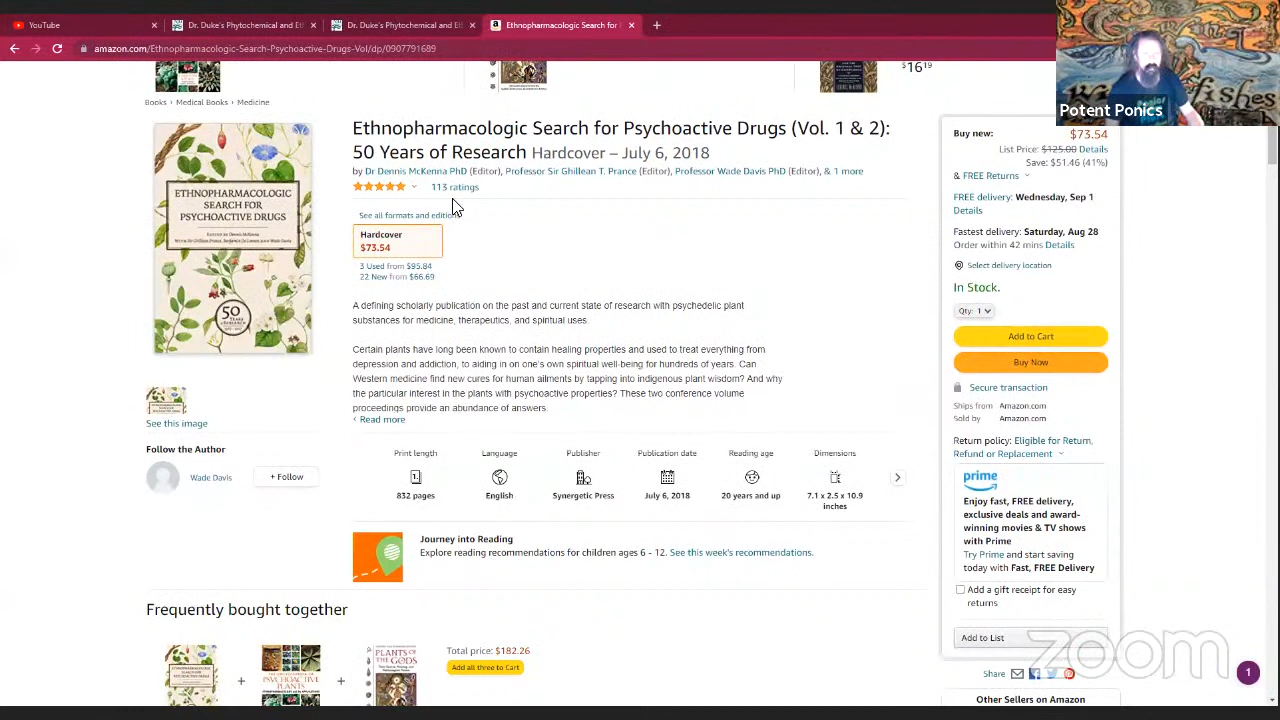 YouTube
Dr. Duke's Phytochemical and Et
Dr. Duke's Phytochemical and Et
Ethnopharmacologic Search for
amazon.com/Ethnopharmacologic-Search-Psychoactive-Drugs-Vol/dp/0907791689
Potent Ponics
$1619
Books › Medical Books › Medicine
ETHNOPHARMACOLOGIC
SEARCH FOR
PSYCHOACTIVE DRUGS
50
See this image
Follow the Author
Wade Davis
+ Follow
Ethnopharmacologic Search for Psychoactive Drugs (Vol. 1 & 2):
50 Years of Research Hardcover – July 6, 2018
by Dr Dennis McKenna PhD (Editor), Professor Sir Ghillean T. Prance (Editor), Professor Wade Davis PhD (Editor), & 1 more
113 ratings
See all formats and editions
Hardcover
$73.54
3 Used from $95.84
22 New from $66.69
A defining scholarly publication on the past and current state of research with psychedelic plant
substances for medicine, therapeutics, and spiritual uses.
Certain plants have long been known to contain healing properties and used to treat everything from
depression and addiction, to aiding in on one's own spiritual well-being for hundreds of years. Can
Western medicine find new cures for human ailments by tapping into indigenous plant wisdom? And why
the particular interest in the plants with psychoactive properties? These two conference volume
proceedings provide an abundance of answers.
Read more
Print length
832 pages
Language
English
Publisher
Synergetic Press
Publication date
July 6, 2018
Reading age
20 years and up
Dimensions
7.1 x 2.5 x 10.9
inches
Journey into Reading
Explore reading recommendations for children ages 6 - 12. See this week's recommendations.
Frequently bought together
PSYCHOACTIVE
PLANTS
PLANTS OF
THE GODS
Total price: $182.26
Add all three to Cart
Buy new: $73.54
List Price: $125.00 Details
Save: $51.46 (41%)
& FREE Returns
FREE delivery: Wednesday, Sep 1
Details
Fastest delivery: Saturday, Aug 28
Order within 42 mins Details
Select delivery location
In Stock.
Qty: 1
Add to Cart
Buy Now
Secure transaction
Ships from Amazon.com
Sold by Amazon.com
Return policy: Eligible for Return,
Refund or Replacement
prime
Enjoy fast, FREE delivery,
exclusive deals and award-
winning movies & TV shows
with Prime
Try Prime and start saving
today with Fast, FREE Delivery
Add a gift receipt for easy
returns
Add to List
zoom
Share
1
Other Sellers on Amazon